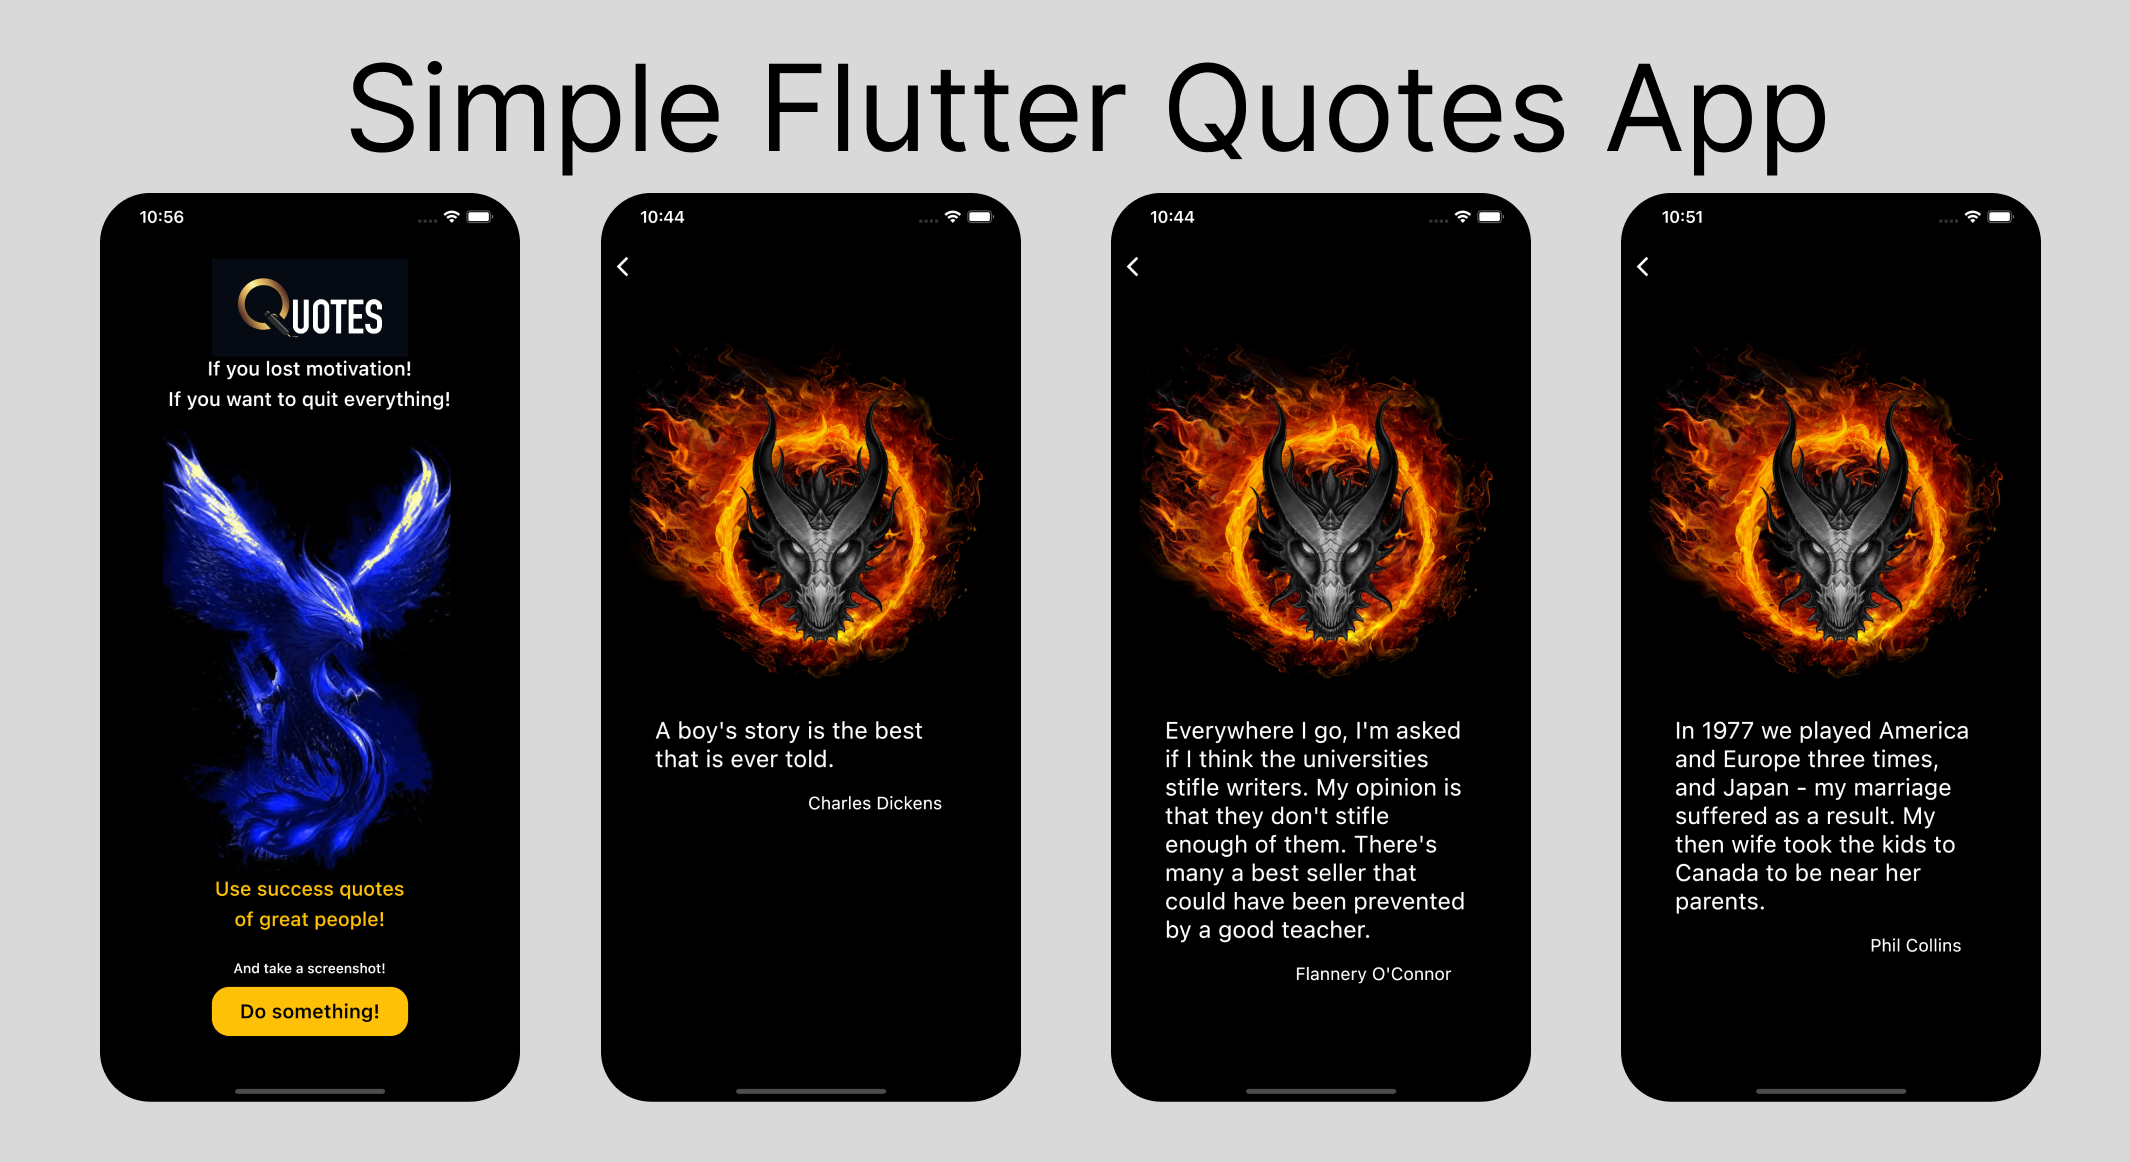 Simple Flutter Quotes App
10:56
QUOTES
If you lost motivation!
If you want to quit everything!
Use success quotes
of great people!
And take a screenshot!
Do something!
10:44
A boy's story is the best
that is ever told.
Charles Dickens
10:44
Everywhere I go, I'm asked
if I think the universities
stifle writers. My opinion is
that they don't stifle
enough of them. There's
many a best seller that
could have been prevented
by a good teacher.
Flannery O'Connor
10:51
In 1977 we played America
and Europe three times,
and Japan - my marriage
suffered as a result. My
then wife took the kids to
Canada to be near her
parents.
Phil Collins